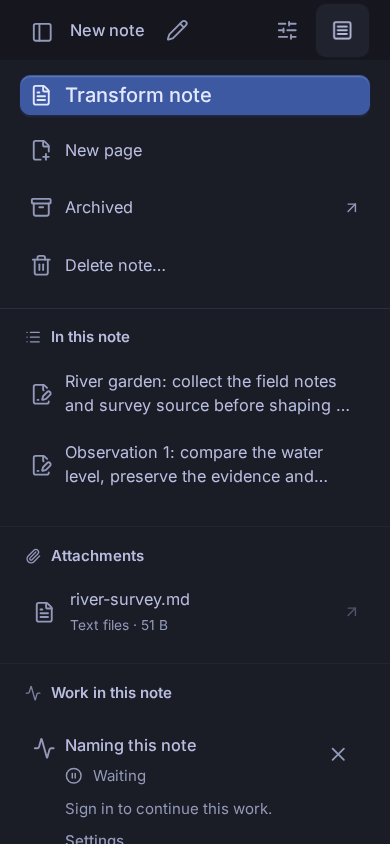 New note
Transform note
New page
Archived
Delete note...
In this note
River garden: collect the field notes
and survey source before shaping ...
Observation 1: compare the water
level, preserve the evidence and...
Attachments
river-survey.md
Text files · 51 B
Work in this note
Naming this note
Waiting
Sign in to continue this work.
Settings